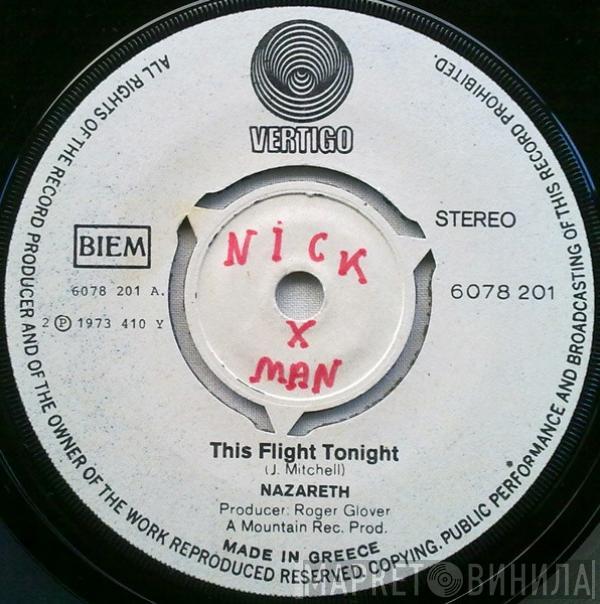 VERTIGO
ALL RIGHTS OF THE RECORD PRODUCER AND OF THE OWNER OF THE WORK REPRODUCED RESERVED. COPYING. PUBLIC PERFORMANCE AND BROADCASTING OF THIS RECORD PROHIBITED.
BIEM
STEREO
6078 201 A.
6078 201
2 ℗ 1973 410 Y
NİCK
X
MAN
This Flight Tonight
(J. Mitchell)
NAZARETH
Producer: Roger Glover
A Mountain Rec. Prod.
MADE IN GREECE
МАРКЕТ ВИНИЛА!